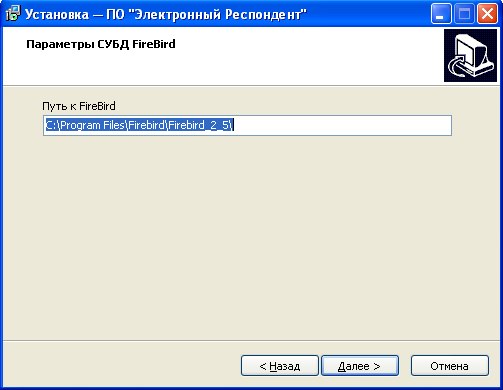 Установка — ПО "Электронный Респондент"
Параметры СУБД FireBird
Путь к FireBird
C:\Program Files\Firebird\Firebird_2_5\
< Назад
Далее >
Отмена